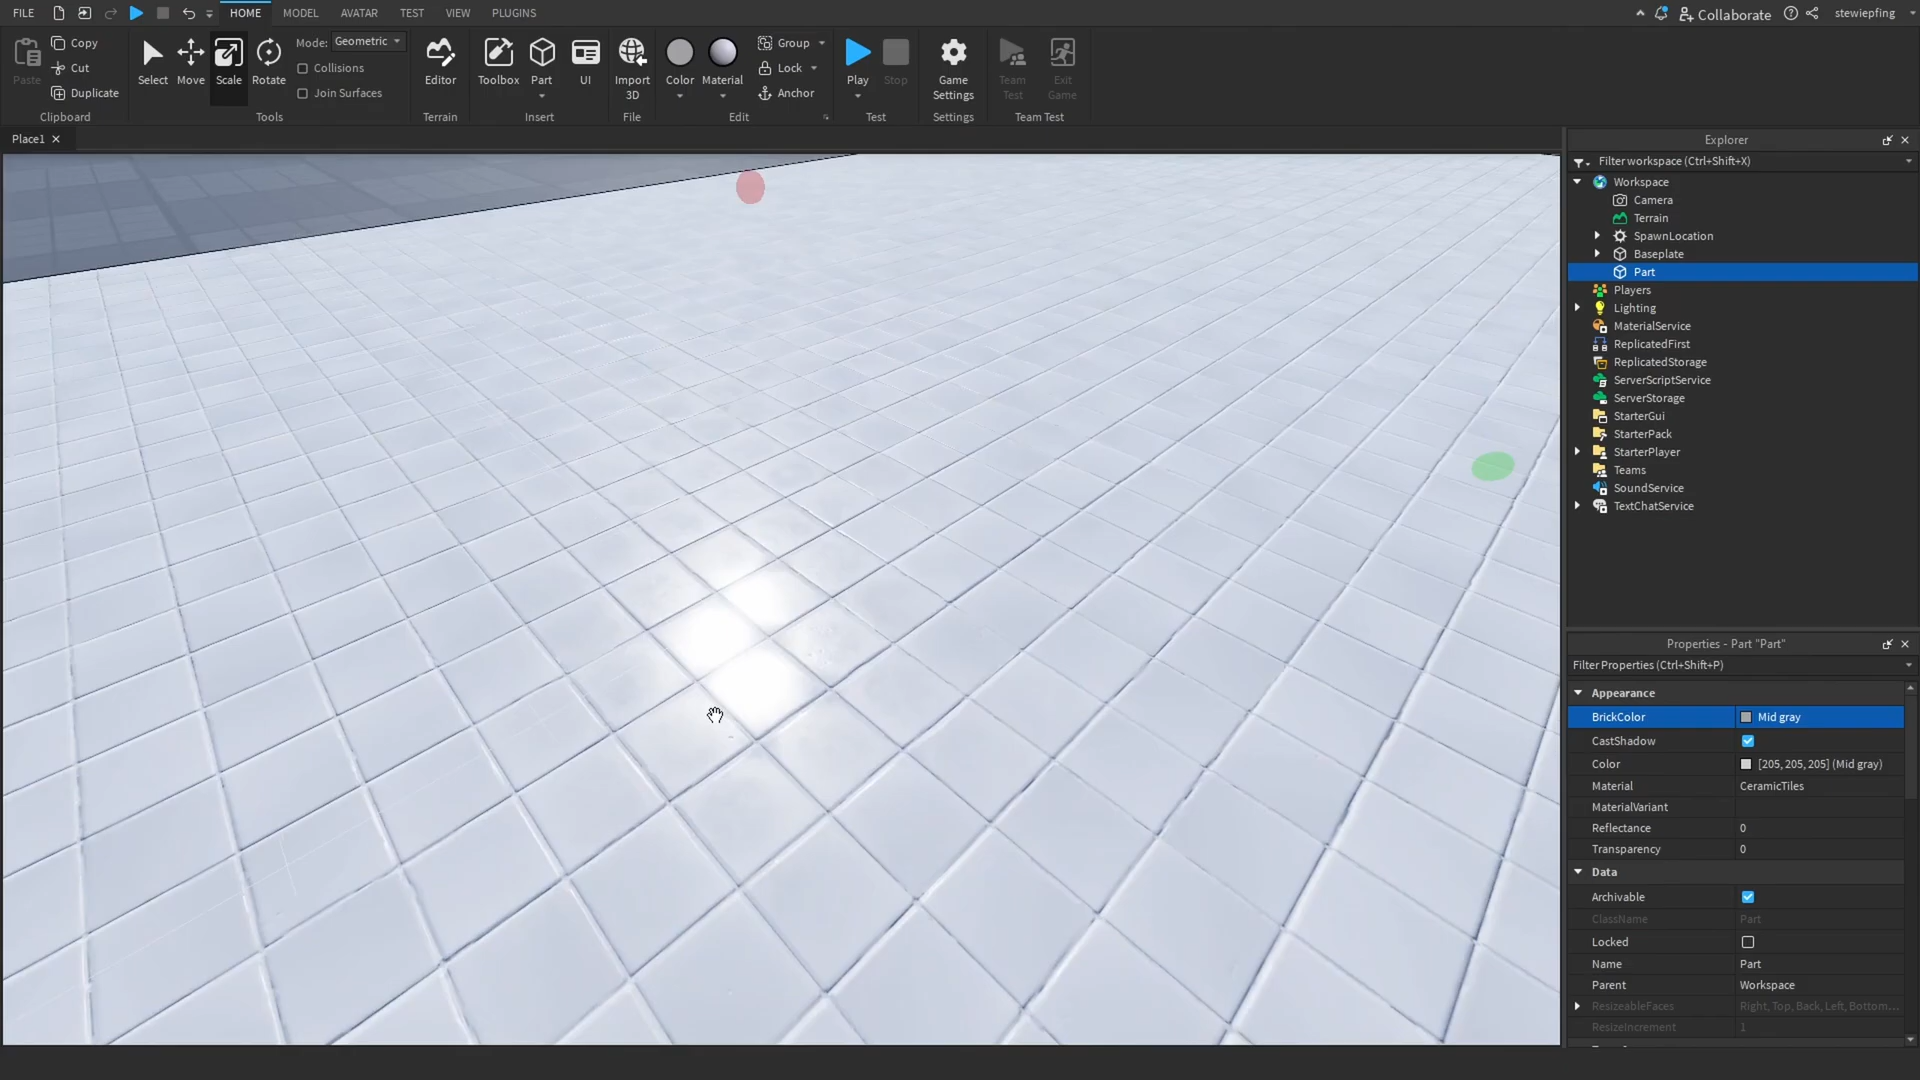 FILE
HOME
MODEL
AVATAR
TEST
VIEW
PLUGINS
Collaborate
stewiepfing
Paste
Copy
Cut
Duplicate
Clipboard
Select
Move
Scale
Rotate
Mode: Geometric
Collisions
Join Surfaces
Tools
Editor
Terrain
Toolbox
Part
UI
Insert
Import
3D
File
Color
Material
Group
Lock
Anchor
Edit
Play
Stop
Test
Game
Settings
Settings
Team
Test
Exit
Game
Team Test
Place1
Explorer
Filter workspace (Ctrl+Shift+X)
Workspace
Camera
Terrain
SpawnLocation
Baseplate
Part
Players
Lighting
MaterialService
ReplicatedFirst
ReplicatedStorage
ServerScriptService
ServerStorage
StarterGui
StarterPack
StarterPlayer
Teams
SoundService
TextChatService
Properties - Part "Part"
Filter Properties (Ctrl+Shift+P)
Appearance
BrickColor Mid gray
CastShadow
Color [205, 205, 205] (Mid gray)
Material CeramicTiles
MaterialVariant
Reflectance 0
Transparency 0
Data
Archivable
ClassName Part
Locked
Name Part
Parent Workspace
ResizeableFaces Right, Top, Back, Left, Bottom...
ResizeIncrement 1